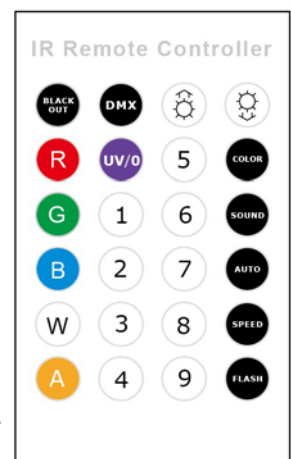 IR Remote Controller
BLACK OUT DMX
R UV/0 5 COLOR
G 1 6 SOUND
B 2 7 AUTO
W 3 8 SPEED
A 4 9 FLASH